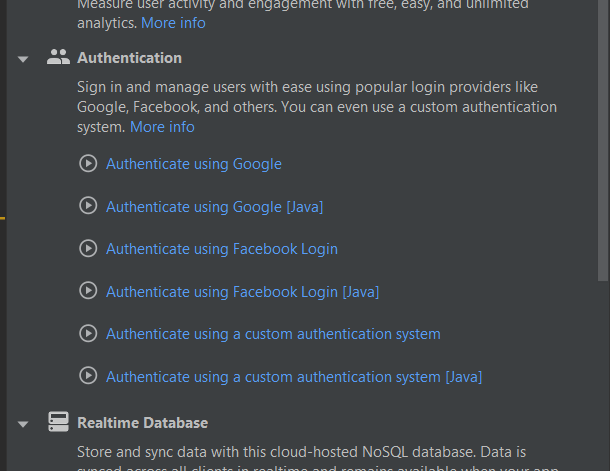 Measure user activity and engagement with free, easy, and unlimited
analytics. More info
Authentication
Sign in and manage users with ease using popular login providers like
Google, Facebook, and others. You can even use a custom authentication
system. More info
Authenticate using Google
Authenticate using Google [Java]
Authenticate using Facebook Login
Authenticate using Facebook Login [Java]
Authenticate using a custom authentication system
Authenticate using a custom authentication system [Java]
Realtime Database
Store and sync data with this cloud-hosted NoSQL database. Data is
synced across all clients in realtime and remains available when your app